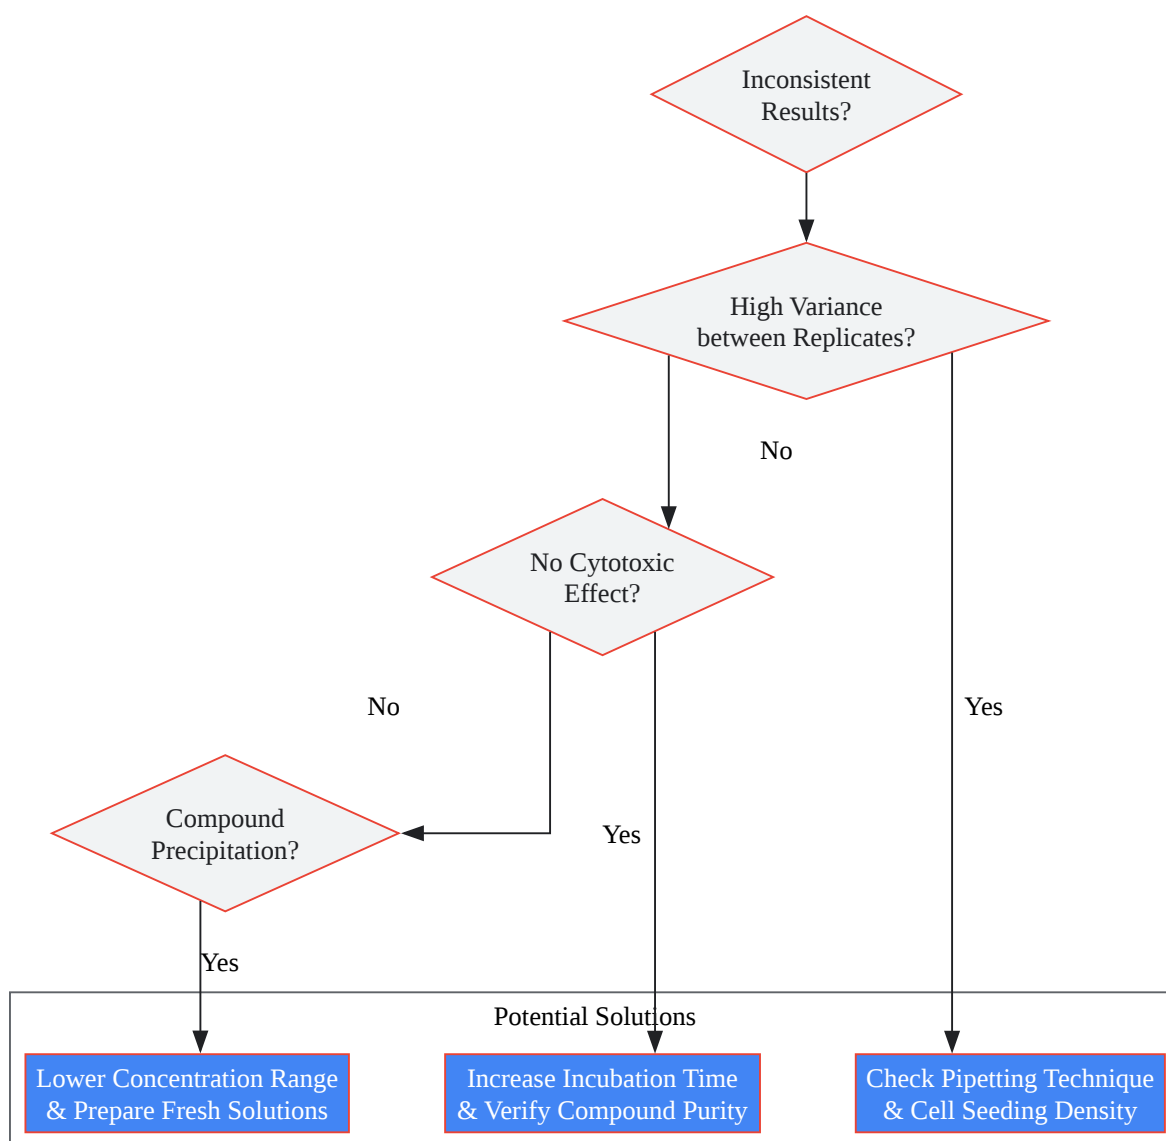 Inconsistent
Results?
High Variance
between Replicates?
No
No Cytotoxic
Effect?
No
Yes
Compound
Precipitation?
Yes
Yes
Potential Solutions
Lower Concentration Range
& Prepare Fresh Solutions
Increase Incubation Time
& Verify Compound Purity
Check Pipetting Technique
& Cell Seeding Density